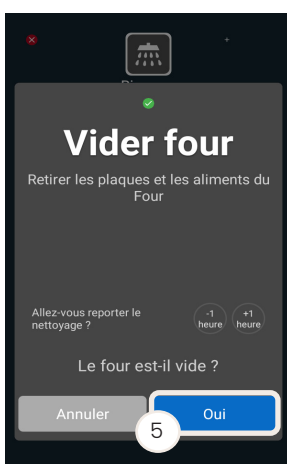 Vider four
Retirer les plaques et les aliments du
Four
Allez-vous reporter le
nettoyage ?
-1
heure
+1
heure
Le four est-il vide ?
Annuler
Oui
5